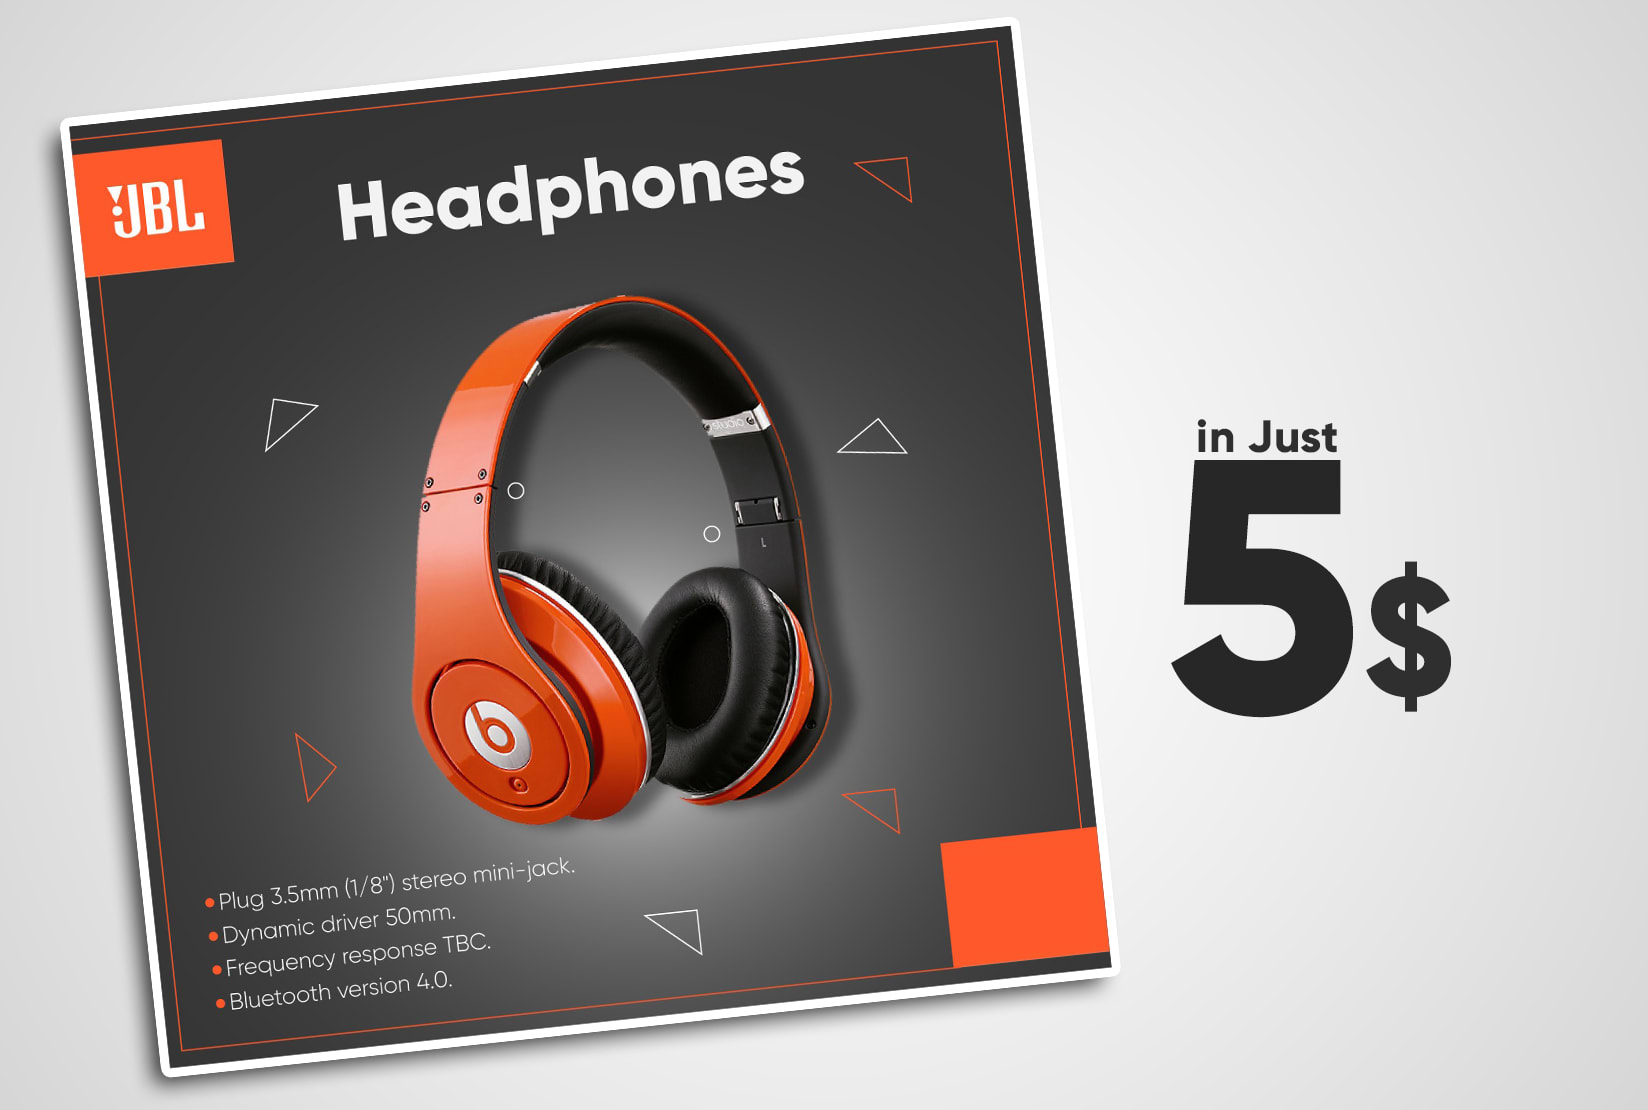 JBL
Headphones
studio
L
b
Plug 3.5mm (1/8") stereo mini-jack.
Dynamic driver 50mm.
Frequency response TBC.
Bluetooth version 4.0.
in Just
5$